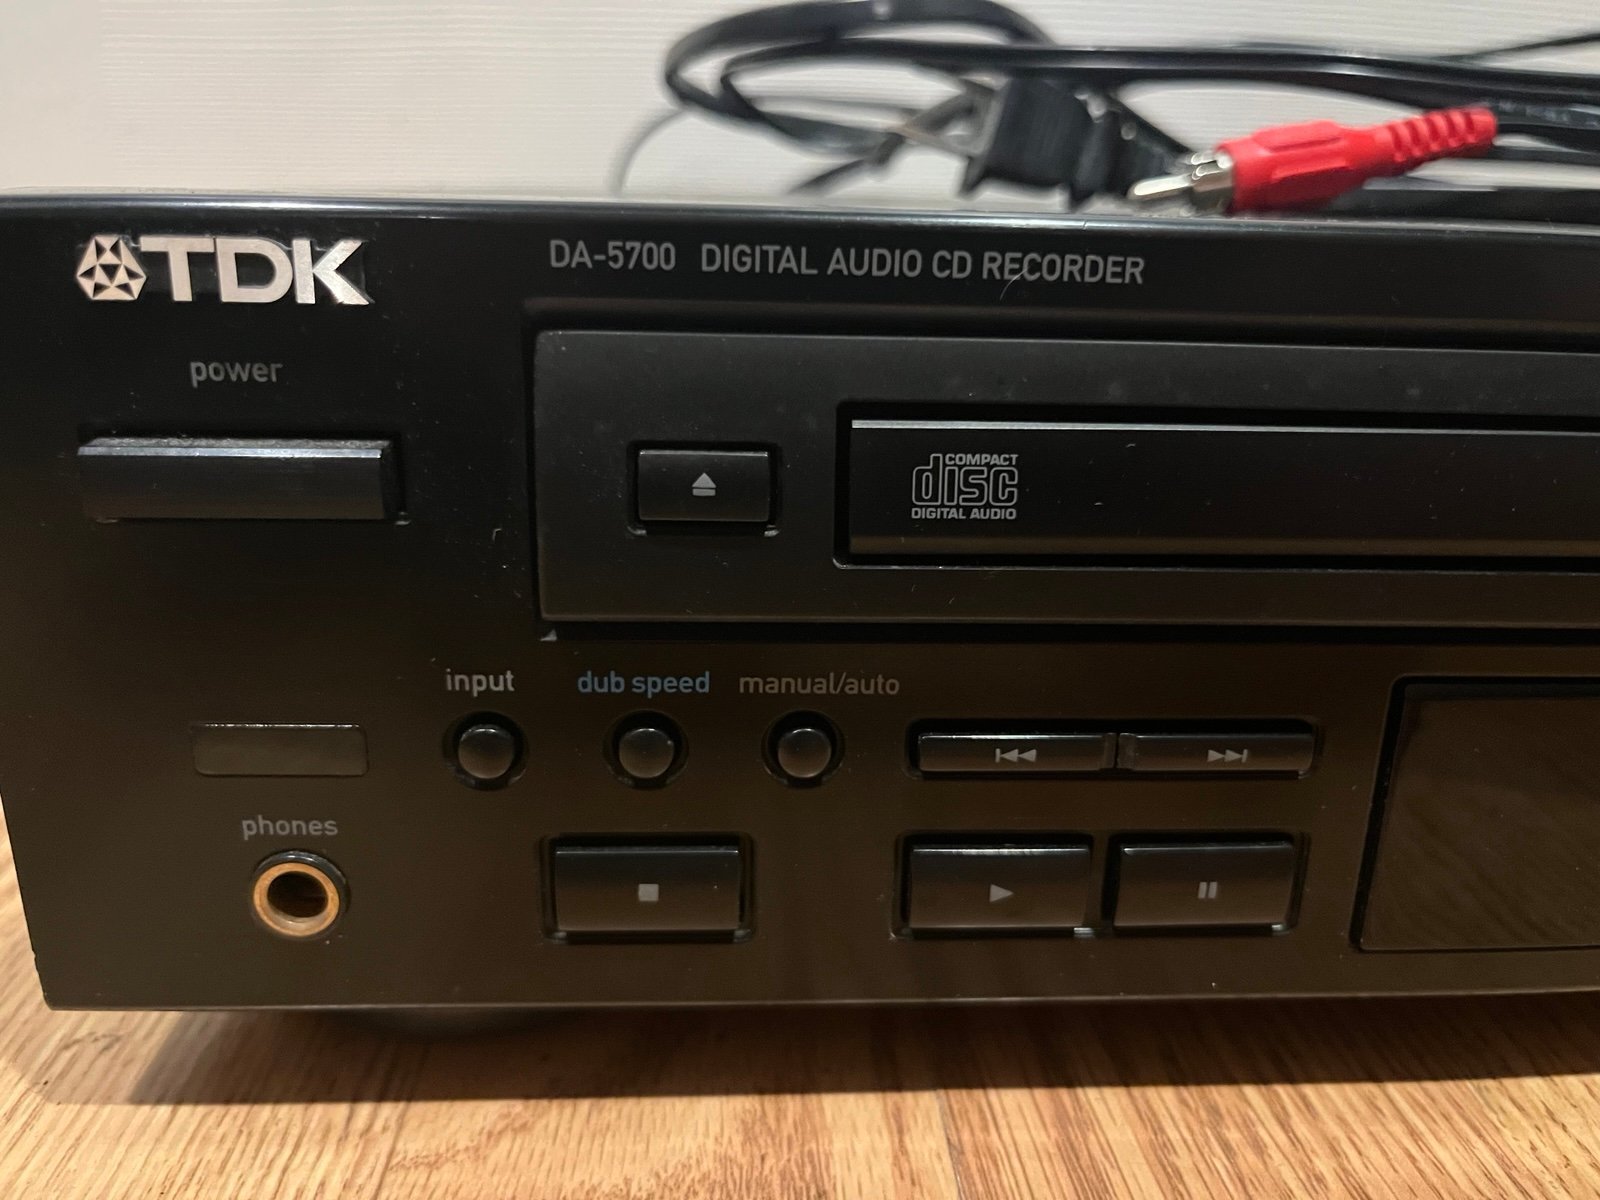 TDK
DA-5700 DIGITAL AUDIO CD RECORDER
power
COMPACT
disc
DIGITAL AUDIO
input
dub speed
manual/auto
phones